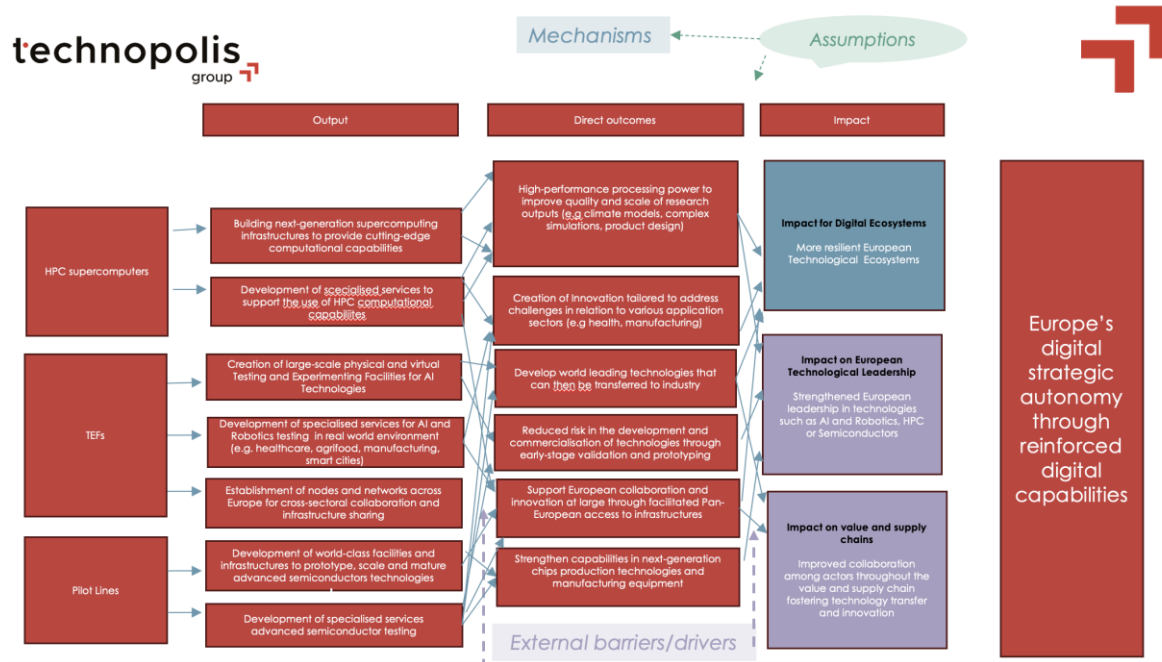 technopolis
group
Mechanisms
Assumptions
Output
Direct outcomes
Impact
HPC supercomputers
TEFs
Pilot Lines
Building next-generation supercomputing
infrastructures to provide cutting-edge
computational capabilities
Development of scecialised services to
support the use of HPC computational
capabilites
Creation of large-scale physical and virtual
Testing and Experimenting Facilities for AI
Technologies
Development of specialised services for AI and
Robotics testing in real world environment
(e.g. healthcare, agrifood, manufacturing,
smart cities)
Establishment of nodes and networks across
Europe for cross-sectoral collaboration and
infrastructure sharing
Development of world-class facilities and
infrastructures to prototype, scale and mature
advanced semiconductors technologies
Development of specialised services
advanced semiconductor testing
High-performance processing power to
improve quality and scale of research
outputs (e.g climate models, complex
simulations, product design)
Creation of Innovation tailored to address
challenges in relation to various application
sectors (e.g health, manufacturing)
Develop world leading technologies that
can then be transferred to industry
Reduced risk in the development and
commercialisation of technologies through
early-stage validation and prototyping
Support European collaboration and
innovation at large through facilitated Pan-
European access to infrastructures
Strengthen capabilities in next-generation
chips production technologies and
manufacturing equipment
External barriers/drivers
Impact for Digital Ecosystems
More resilient European
Technological Ecosystems
Impact on European
Technological Leadership
Strengthened European
leadership in technologies
such as AI and Robotics, HPC
or Semiconductors
Impact on value and supply
chains
Improved collaboration
among actors throughout the
value and supply chain
fostering technology transfer
and innovation
Europe's
digital
strategic
autonomy
through
reinforced
digital
capabilities